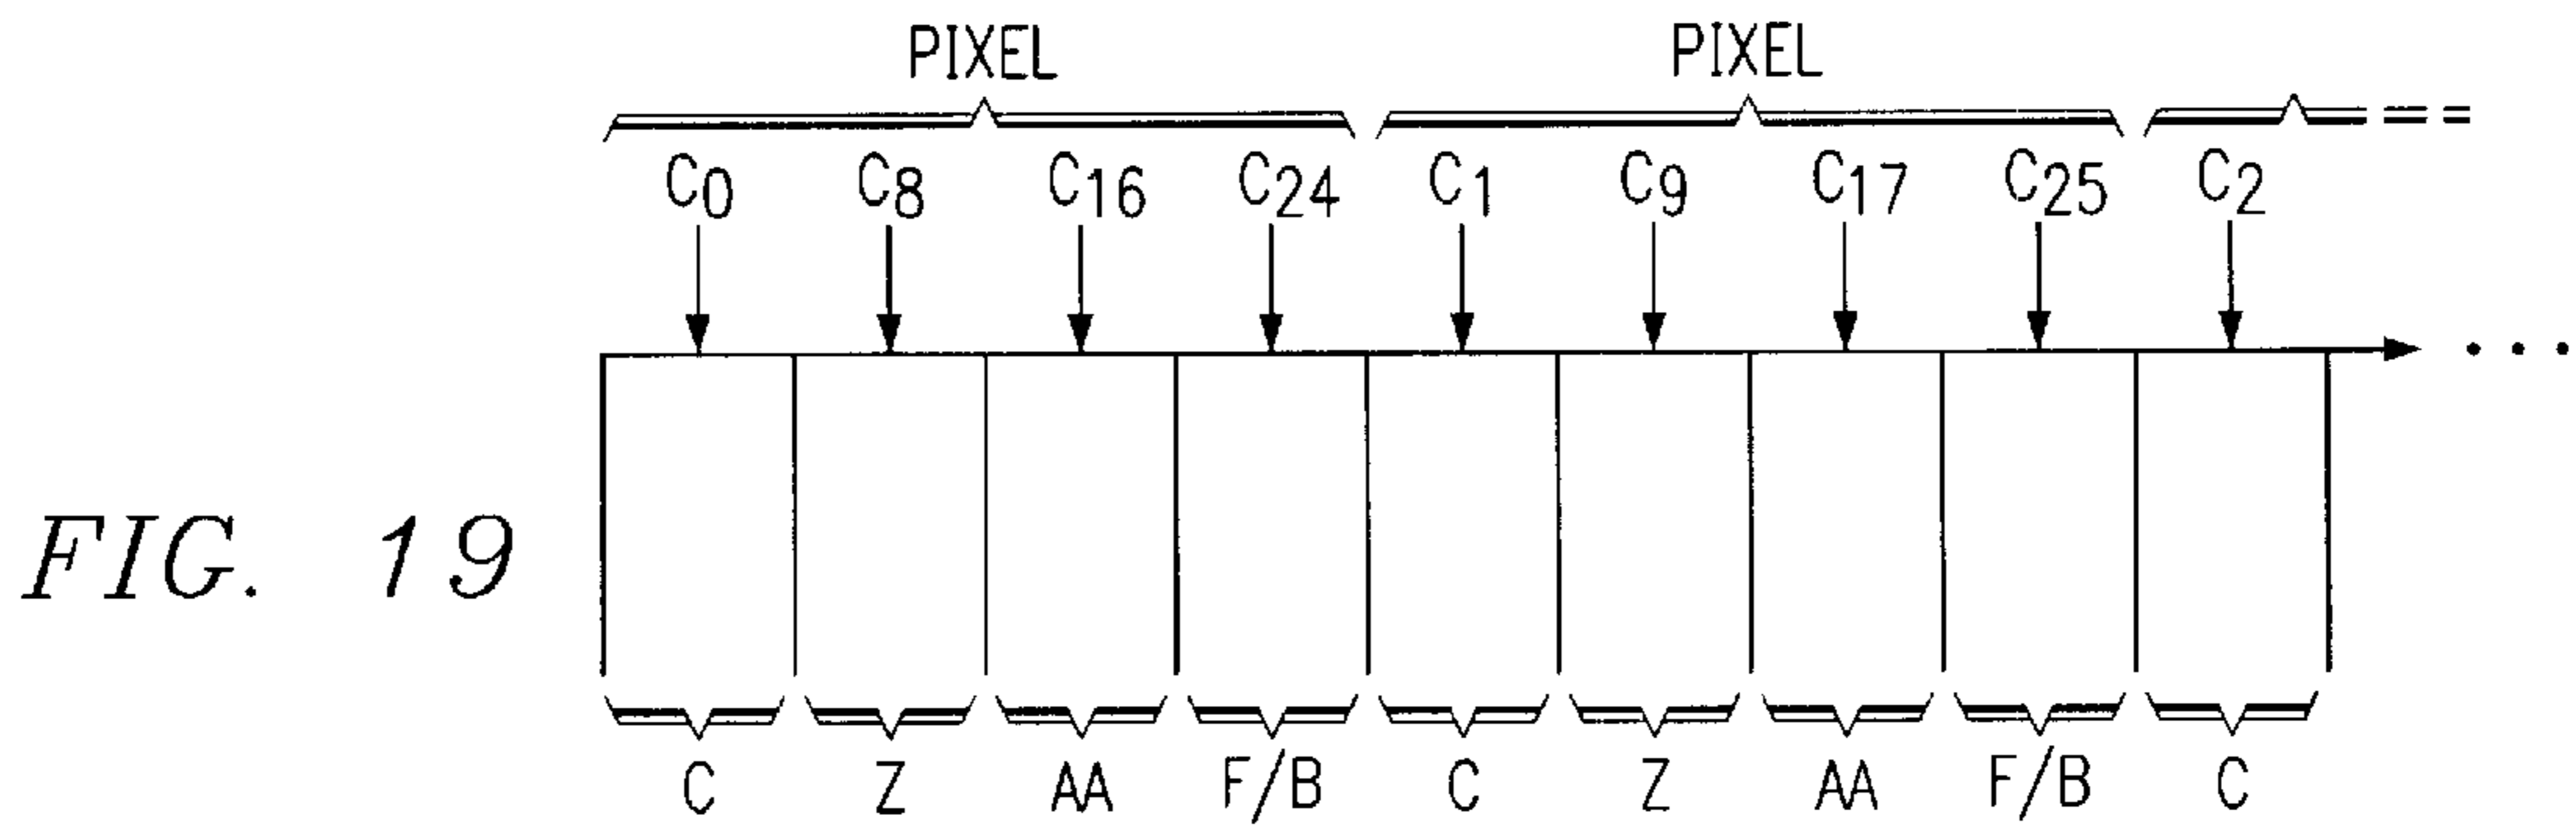 PIXEL PIXEL
C0 C8 C16 C24 C1 C9 C17 C25 C2
FIG. 19
C Z AA F/B C Z AA F/B C